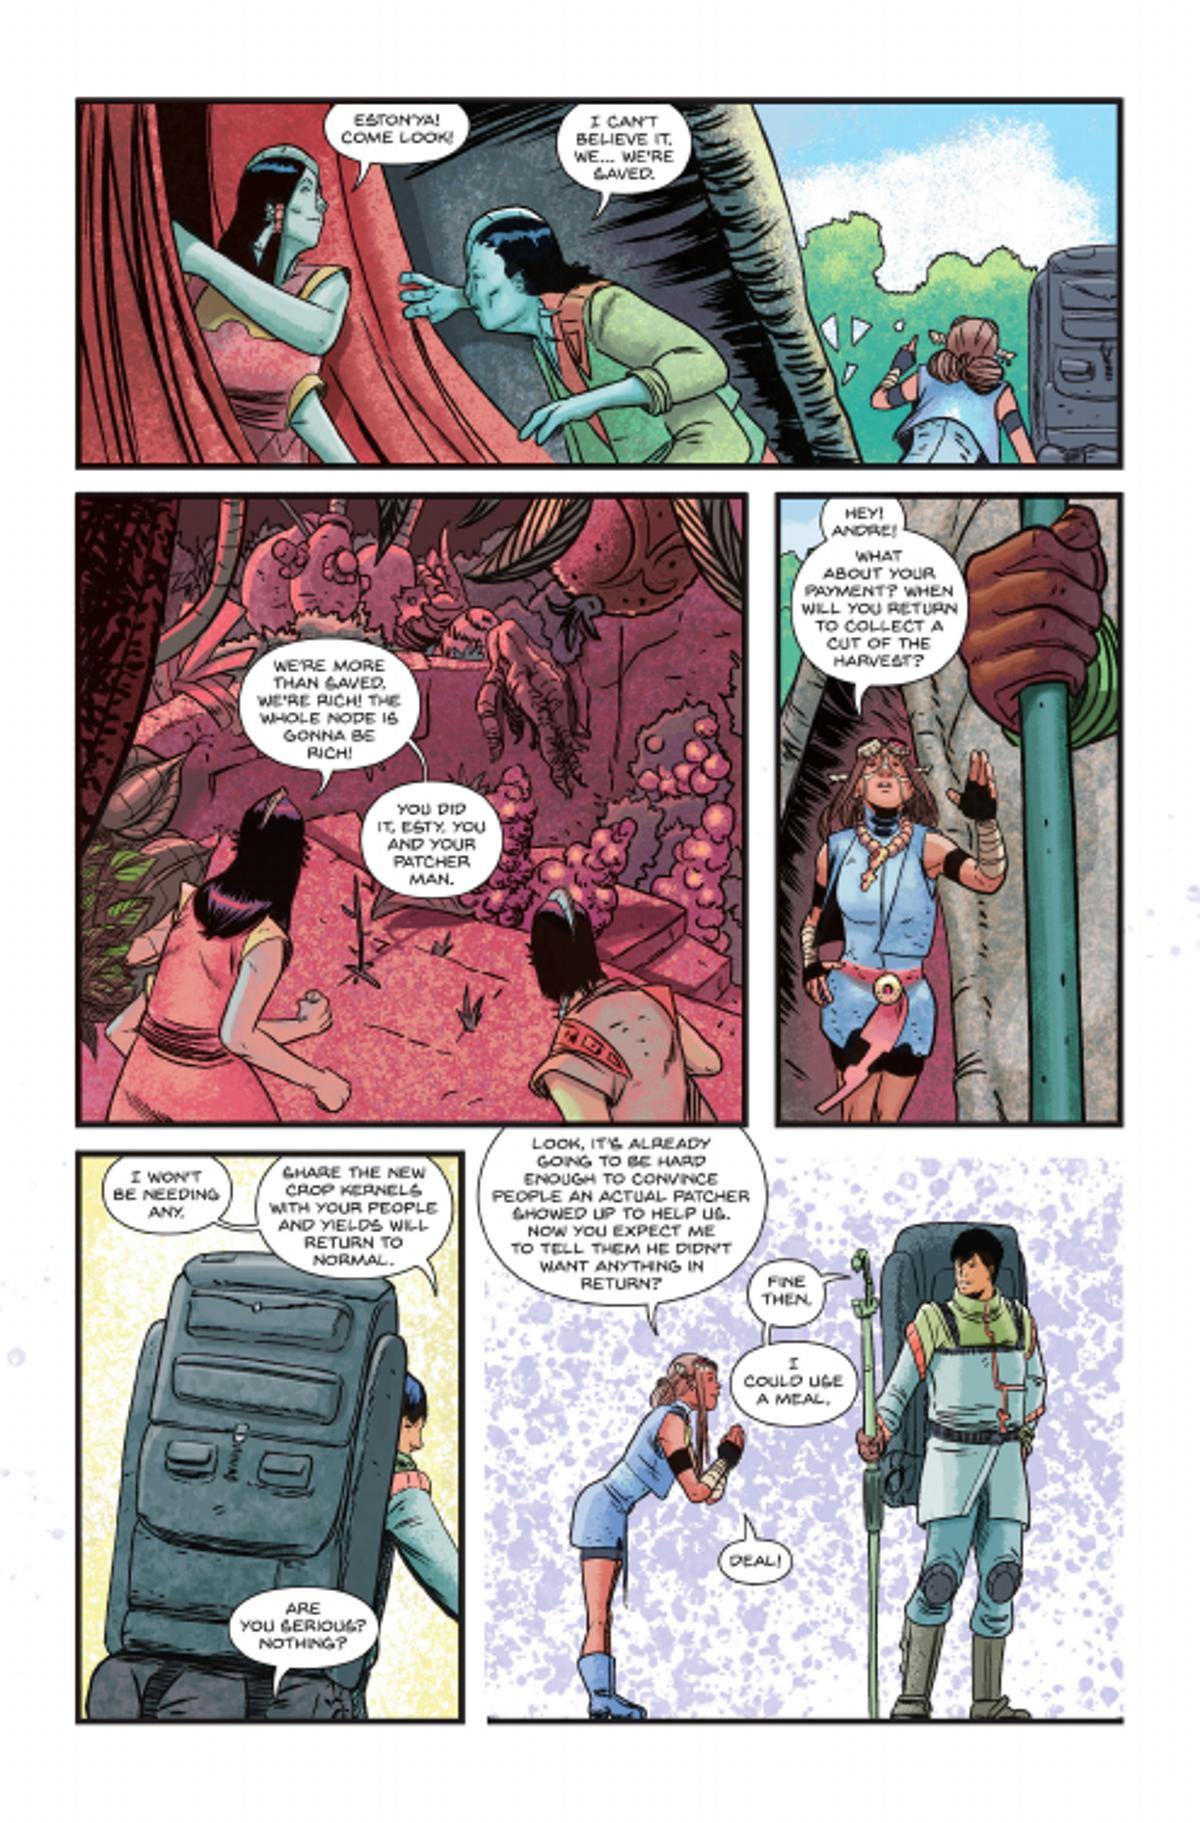 ESTON'YA!
COME LOOK!
I CAN'T
BELIEVE IT.
WE... WE'RE
SAVED.
WE'RE MORE
THAN SAVED.
WE'RE RICH! THE
WHOLE NODE IS
GONNA BE
RICH!
YOU DID
IT, ESTY. YOU
AND YOUR
PATCHER
MAN.
HEY!
ANDRE!
WHAT
ABOUT YOUR
PAYMENT? WHEN
WILL YOU RETURN
TO COLLECT A
CUT OF THE
HARVEST?
I WON'T
BE NEEDING
ANY.
SHARE THE NEW
CROP KERNELS
WITH YOUR PEOPLE
AND YIELDS WILL
RETURN TO
NORMAL.
ARE
YOU SERIOUS?
NOTHING?
LOOK, IT'S ALREADY
GOING TO BE HARD
ENOUGH TO CONVINCE
PEOPLE AN ACTUAL PATCHER
SHOWED UP TO HELP US.
NOW YOU EXPECT ME
TO TELL THEM HE DIDN'T
WANT ANYTHING IN
RETURN?
FINE
THEN.
I
COULD USE
A MEAL.
DEAL!